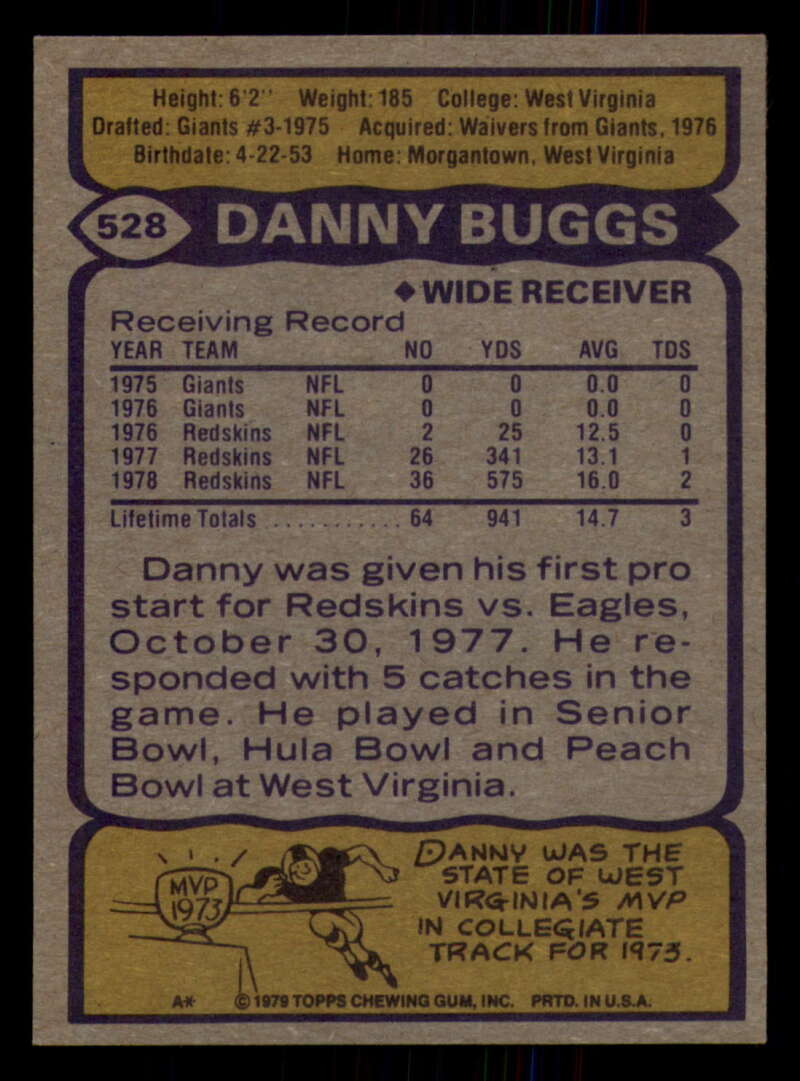 Height: 6'2" Weight: 185 College: West Virginia
Drafted: Giants #3-1975 Acquired: Waivers from Giants, 1976
Birthdate: 4-22-53 Home: Morgantown, West Virginia
528 DANNY BUGGS
◆ WIDE RECEIVER
Receiving Record
YEAR TEAM NO YDS AVG TDS
1975 Giants NFL 0 0 0.0 0
1976 Giants NFL 0 0 0.0 0
1976 Redskins NFL 2 25 12.5 0
1977 Redskins NFL 26 341 13.1 1
1978 Redskins NFL 36 575 16.0 2
Lifetime Totals ............ 64 941 14.7 3
Danny was given his first pro
start for Redskins vs. Eagles,
October 30, 1977. He re-
sponded with 5 catches in the
game. He played in Senior
Bowl, Hula Bowl and Peach
Bowl at West Virginia.
MVP
1973
DANNY WAS THE
STATE OF WEST
VIRGINIA'S MVP
IN COLLEGIATE
TRACK FOR 1973.
A* © 1979 TOPPS CHEWING GUM, INC. PRTD. IN U.S.A.